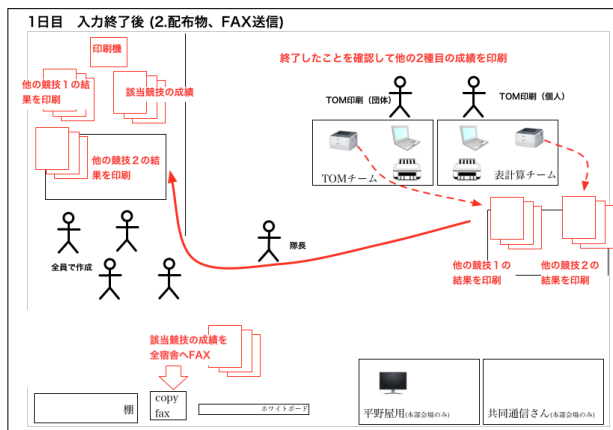 1日目 入力終了後 (2.配布物、FAX送信)
印刷機
終了したことを確認して他の2種目の成績を印刷
他の競技１の結
果を印刷
該当競技の成績
TOM印刷（団体）
TOM印刷（個人）
他の競技２の結
果を印刷
TOMチーム
表計算チーム
隊長
全員で作成
他の競技１の
結果を印刷
他の競技２の
結果を印刷
該当競技の成績を
全宿舎へFAX
棚
copy
fax
ホワイトボード
平野屋用(本部会場のみ)
共同通信さん(本部会場のみ)